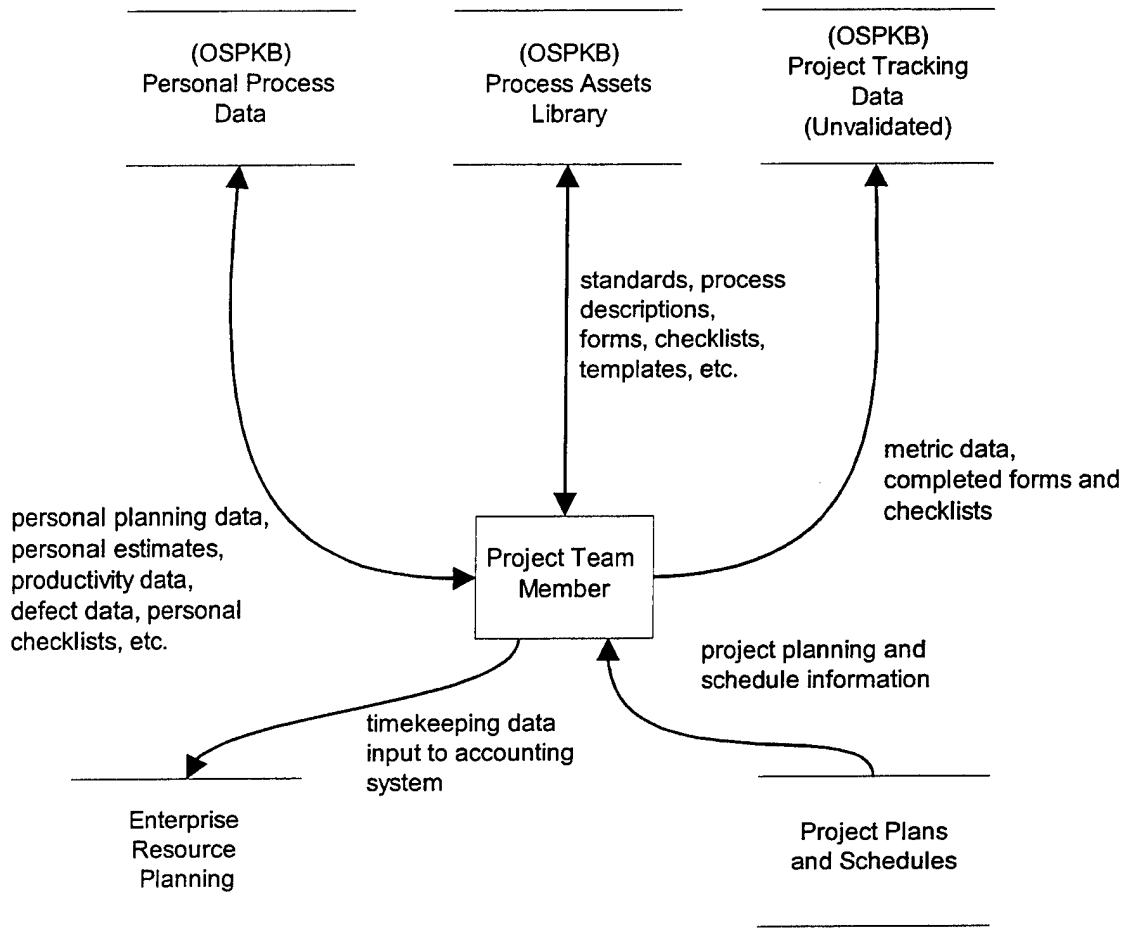 (OSPKB)
Personal Process
Data
(OSPKB)
Process Assets
Library
(OSPKB)
Project Tracking
Data
(Unvalidated)
standards, process
descriptions,
forms, checklists,
templates, etc.
metric data,
completed forms and
checklists
personal planning data,
personal estimates,
productivity data,
defect data, personal
checklists, etc.
Project Team
Member
project planning and
schedule information
timekeeping data
input to accounting
system
Enterprise
Resource
Planning
Project Plans
and Schedules